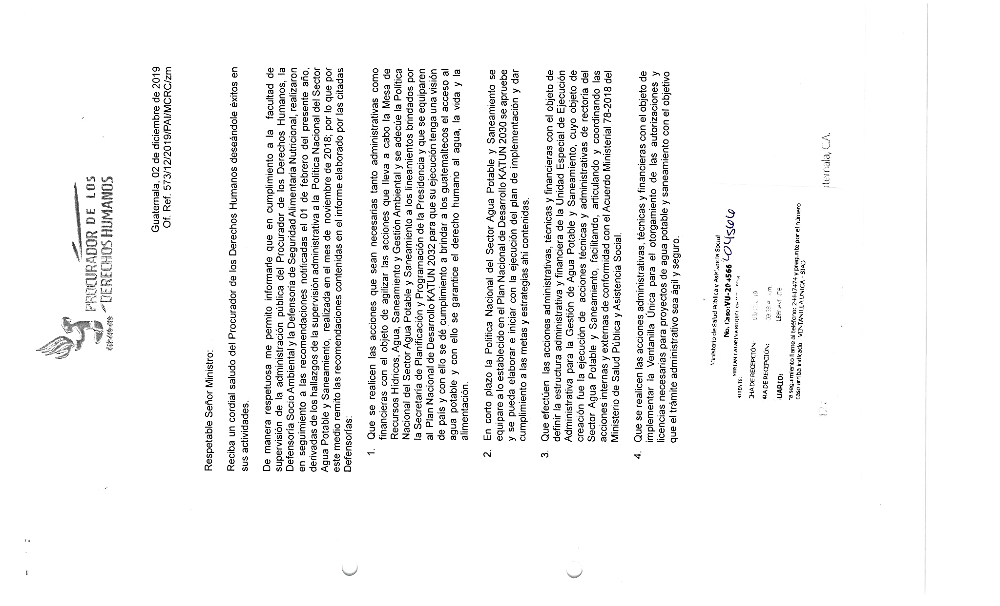 PROCURADOR DE LOS
DERECHOS HUMANOS
Guatemala, 02 de diciembre de 2019
Of. Ref. 573/12/2019/PAI/MCRC/zm
Respetable Señor Ministro:
Reciba un cordial saludo del Procurador de los Derechos Humanos deseándole éxitos en
sus actividades.
De manera respetuosa me permito informarle que en cumplimiento a la facultad de
supervisión de la administración pública del Procurador de los Derechos Humanos, la
Defensoría Socio Ambiental y la Defensoría de Seguridad Alimentaria Nutricional, realizaron
en seguimiento a las recomendaciones notificadas el 01 de febrero del presente año,
derivadas de los hallazgos de la supervisión administrativa a la Política Nacional del Sector
Agua Potable y Saneamiento, realizada en el mes de noviembre de 2018; por lo que por
este medio remito las recomendaciones contenidas en el informe elaborado por las citadas
Defensorías:
1. Que se realicen las acciones que sean necesarias tanto administrativas como
financieras con el objeto de agilizar las acciones que lleva a cabo la Mesa de
Recursos Hídricos, Agua, Saneamiento y Gestión Ambiental y se adecúe la Política
Nacional del Sector Agua Potable y Saneamiento a los lineamientos brindados por
la Secretaría de Planificación y Programación de la Presidencia y que se equiparen
al Plan Nacional de Desarrollo KATUN 2032 para que su ejecución tenga una visión
de país y con ello se dé cumplimiento a brindar a los guatemaltecos el acceso al
agua potable y con ello se garantice el derecho humano al agua, la vida y la
alimentación.
2. En corto plazo la Política Nacional del Sector Agua Potable y Saneamiento se
equipare a lo establecido en el Plan Nacional de Desarrollo KATUN 2030 se apruebe
y se pueda elaborar e iniciar con la ejecución del plan de implementación y dar
cumplimiento a las metas y estrategias ahí contenidas.
3. Que efectúen las acciones administrativas, técnicas y financieras con el objeto de
definir la estructura administrativa y financiera de la Unidad Especial de Ejecución
Administrativa para la Gestión de Agua Potable y Saneamiento, cuyo objeto de
creación fue la ejecución de acciones técnicas y administrativas de rectoría del
Sector Agua Potable y Saneamiento, facilitando, articulando y coordinando las
acciones internas y externas de conformidad con el Acuerdo Ministerial 78-2018 del
Ministerio de Salud Pública y Asistencia Social.
4. Que se realicen las acciones administrativas, técnicas y financieras con el objeto de
implementar la Ventanilla Única para el otorgamiento de las autorizaciones y
licencias necesarias para proyectos de agua potable y saneamiento con el objetivo
que el trámite administrativo sea ágil y seguro.
Ministerio de Salud Pública y Asistencia Social
No. Caso: VU-204566 204566
MITENTE: MIRIAM CATARINA ROQUEL
CHA DE RECEPCIÓN:
RA DE RECEPCIÓN:
UARIO:
a seguimiento llame al teléfono: 24447474 y pregunte por el número
caso arriba indicado - VENTANILLA UNICA - SIAD
atemala, C.A.